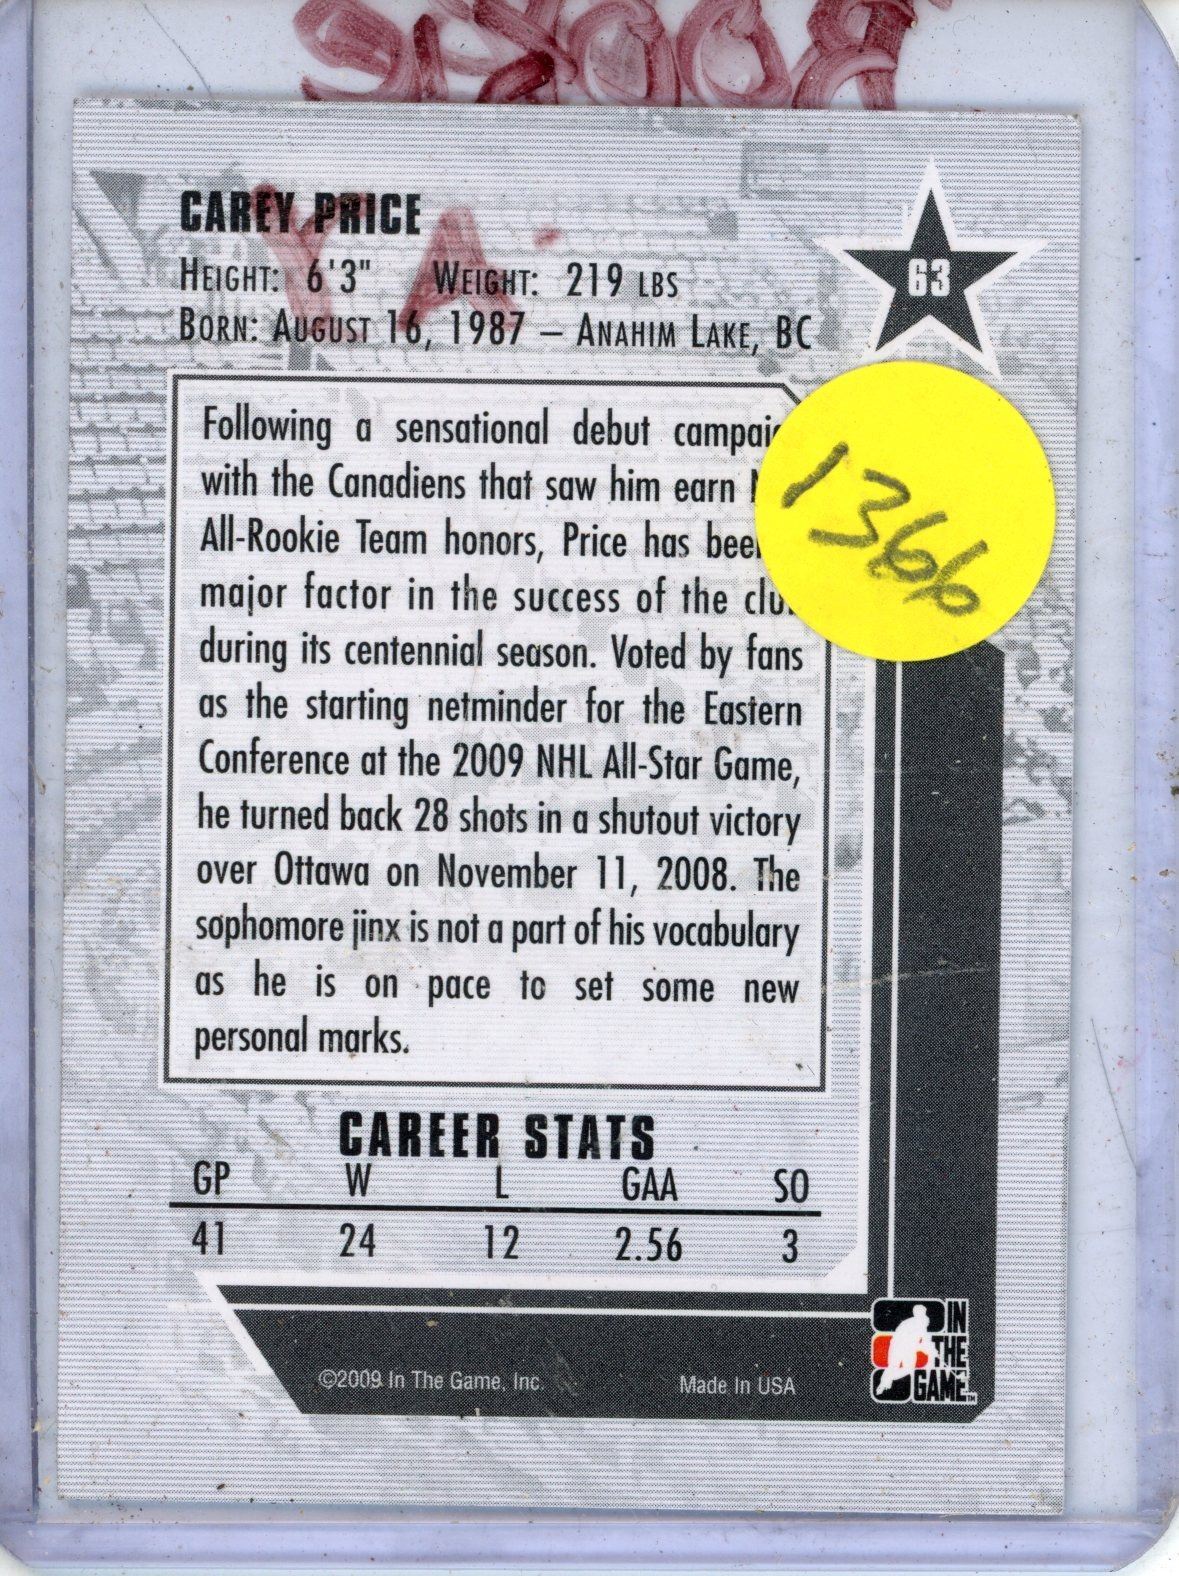 CAREY PRICE
HEIGHT: 6'3" WEIGHT: 219 LBS
BORN: AUGUST 16, 1987 – ANAHIM LAKE, BC
63
YA
1366
Following a sensational debut
with the Canadiens that saw him earn
All-Rookie Team honors, Price has
major factor in the success of the
during its centennial season. Voted by fans
as the starting netminder for the Eastern
Conference at the 2009 NHL All-Star Game,
he turned back 28 shots in a shutout victory
over Ottawa on November 11, 2008. The
sophomore jinx is not a part of his vocabulary
as he is on pace to set some new
personal marks.
CAREER STATS
GP W L GAA SO
41 24 12 2.56 3
©2009 In The Game, Inc. Made In USA
IN
THE
GAME™